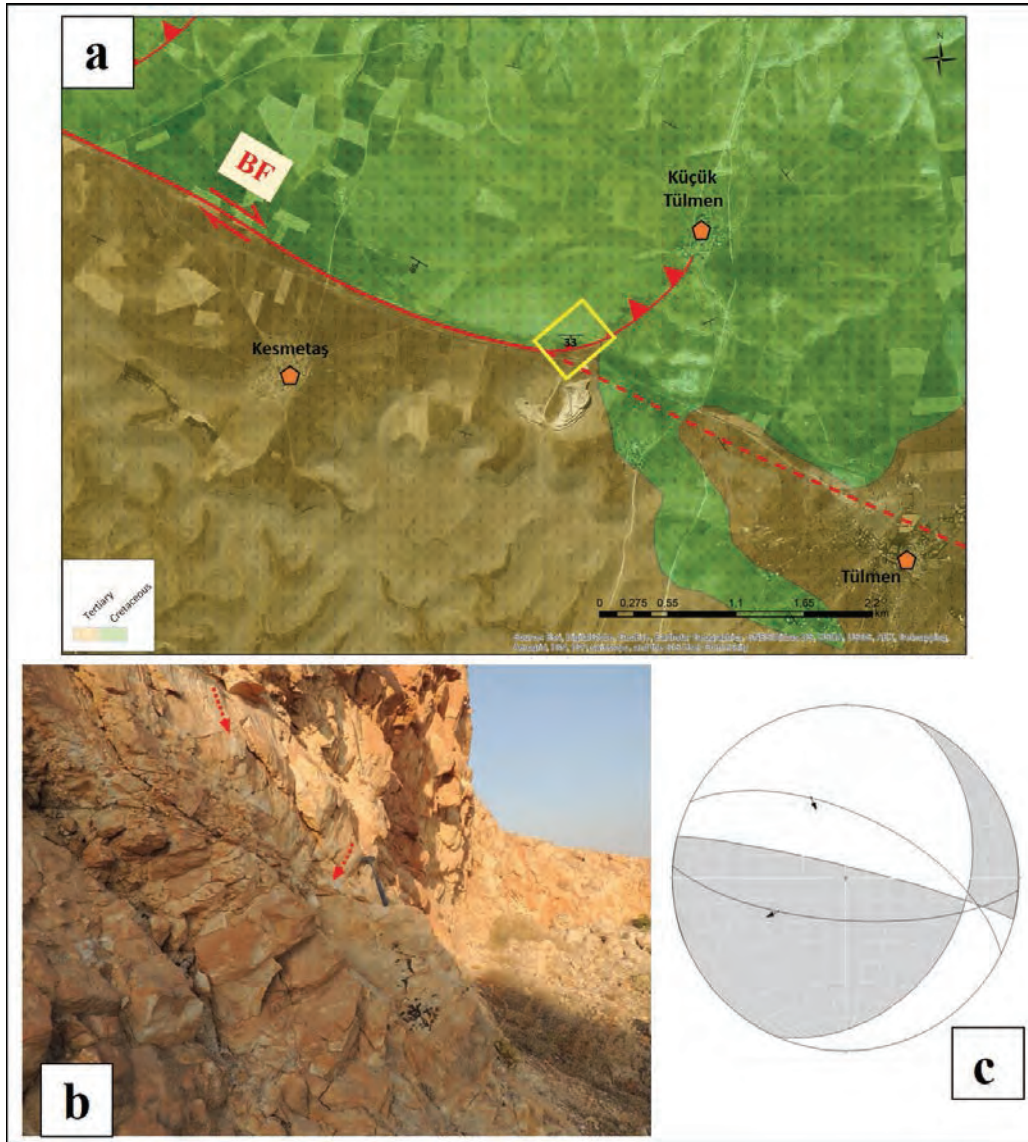 a
N
BF
Küçük
Tülmen
33
Kesmetaş
Tülmen
Tertiary
Cretaceous
0 0.275 0.55 1.1 1.65 2.2
km
b
c